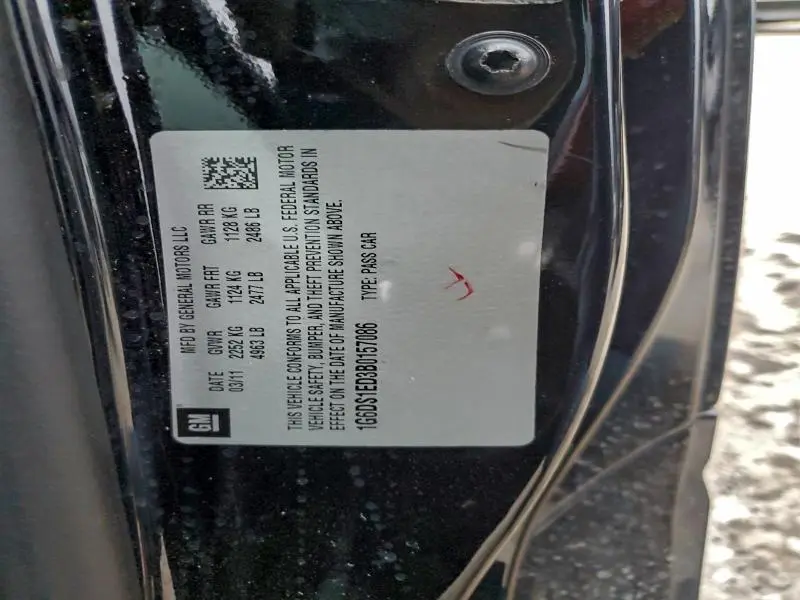 GM
MFD BY GENERAL MOTORS LLC
DATE GVWR GAWR FRT GAWR RR
03/11 2252 KG 1124 KG 1128 KG
4963 LB 2477 LB 2486 LB
THIS VEHICLE CONFORMS TO ALL APPLICABLE U.S. FEDERAL MOTOR
VEHICLE SAFETY, BUMPER, AND THEFT PREVENTION STANDARDS IN
EFFECT ON THE DATE OF MANUFACTURE SHOWN ABOVE.
1G6DS1ED3B0157086 TYPE: PASS CAR